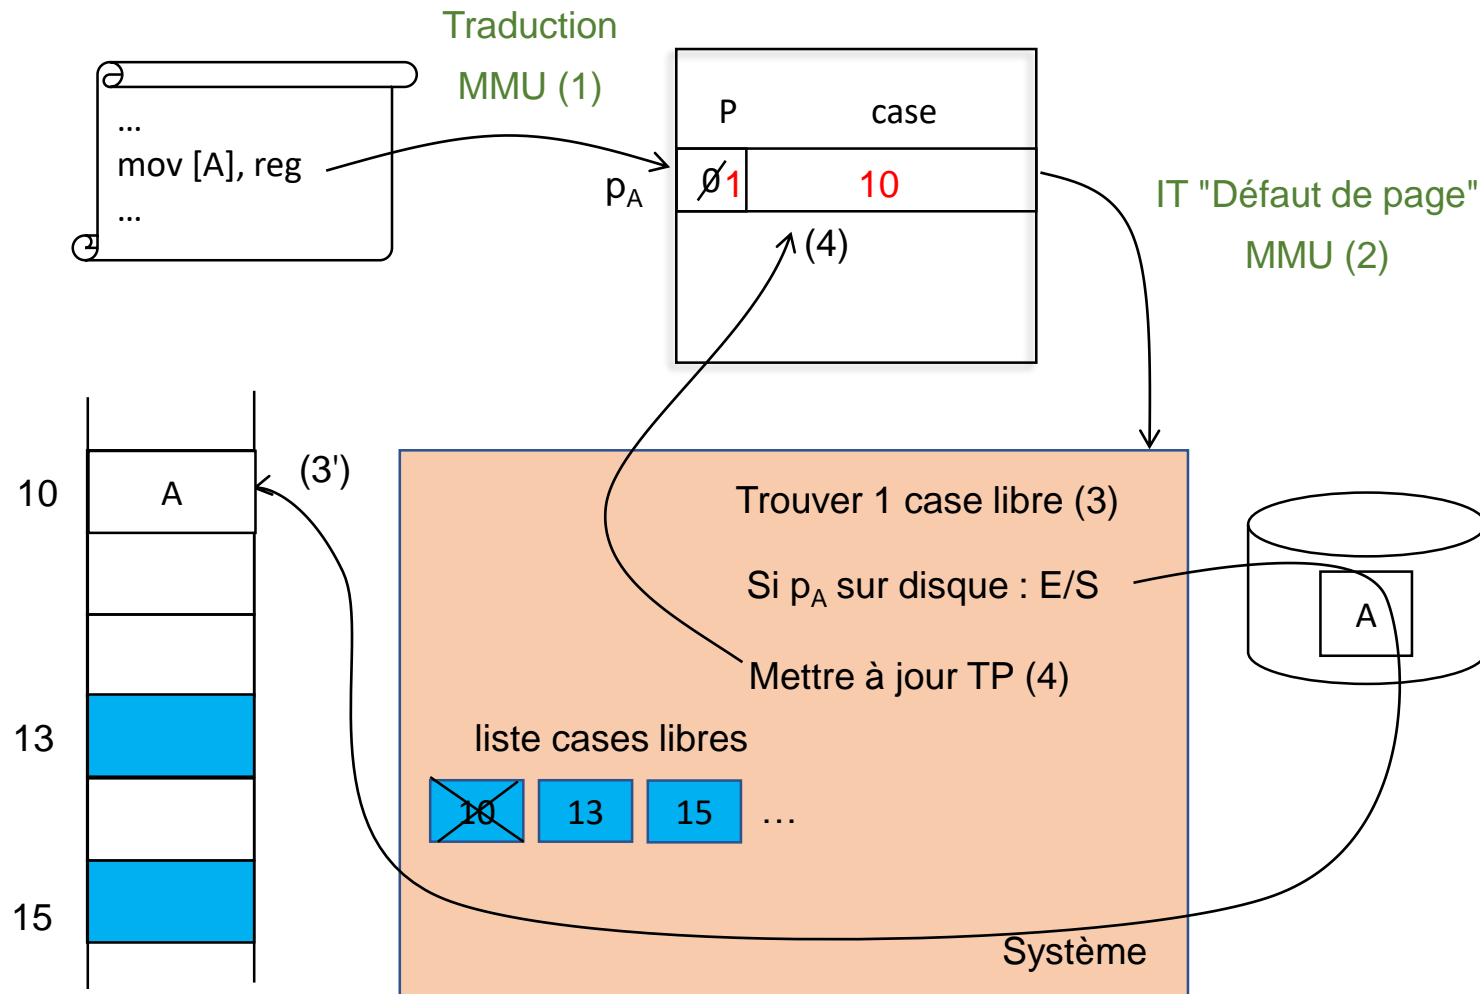 Traduction
MMU (1)
...
mov [A], reg
...
P case
p_A 0 1 10
(4)
IT "Défaut de page"
MMU (2)
10 A (3')
13
15
Trouver 1 case libre (3)
Si p_A sur disque : E/S
A
Mettre à jour TP (4)
liste cases libres
10 13 15 …
Système